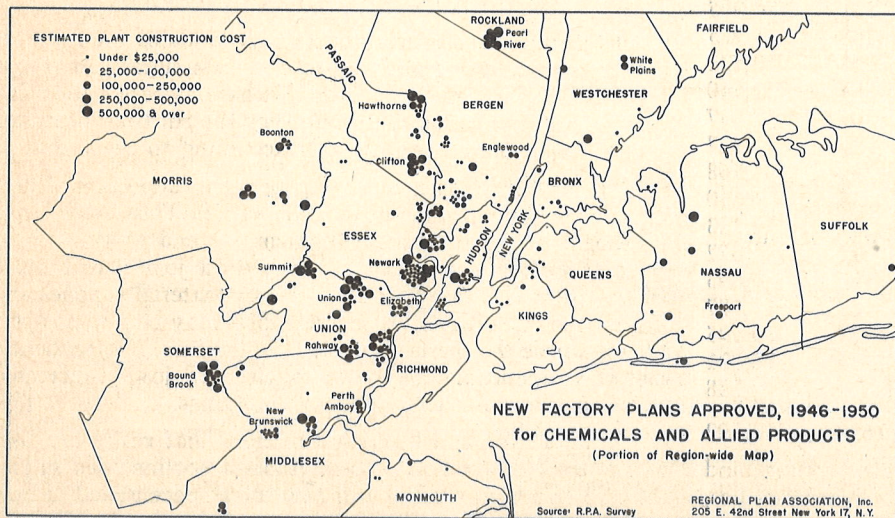 ESTIMATED PLANT CONSTRUCTION COST
Under $25,000
25,000-100,000
100,000-250,000
250,000-500,000
500,000 & Over
ROCKLAND
Pearl
River
FAIRFIELD
PASSAIC
White
Plains
WESTCHESTER
Hawthorne
BERGEN
Boonton
Englewood
Clifton
MORRIS
BRONX
ESSEX
HUDSON
NEW YORK
SUFFOLK
Summit
Newark
QUEENS
NASSAU
Union
Elizabeth
Freeport
KINGS
UNION
Rahway
SOMERSET
RICHMOND
Bound
Brook
Perth
Amboy
New
Brunswick
MIDDLESEX
MONMOUTH
NEW FACTORY PLANS APPROVED, 1946-1950
for CHEMICALS AND ALLIED PRODUCTS
(Portion of Region-wide Map)
Source: R.P.A. Survey
REGIONAL PLAN ASSOCIATION, Inc.
205 E. 42nd Street New York 17, N.Y.